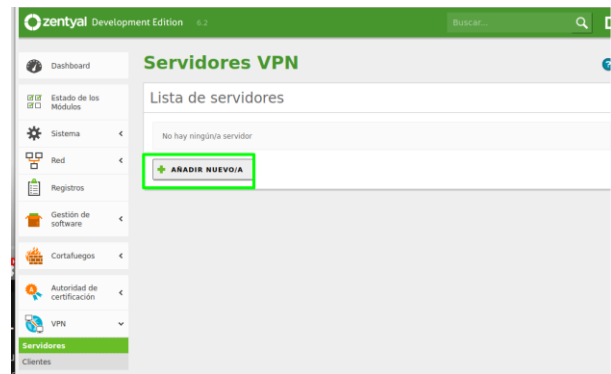 zentyal Development Edition 6.2
Buscar...
Dashboard
Estado de los
Módulos
Sistema
Red
Registros
Gestión de
software
Cortafuegos
Autoridad de
certificación
VPN
Servidores
Clientes
Servidores VPN
Lista de servidores
No hay ningún/a servidor
AÑADIR NUEVO/A